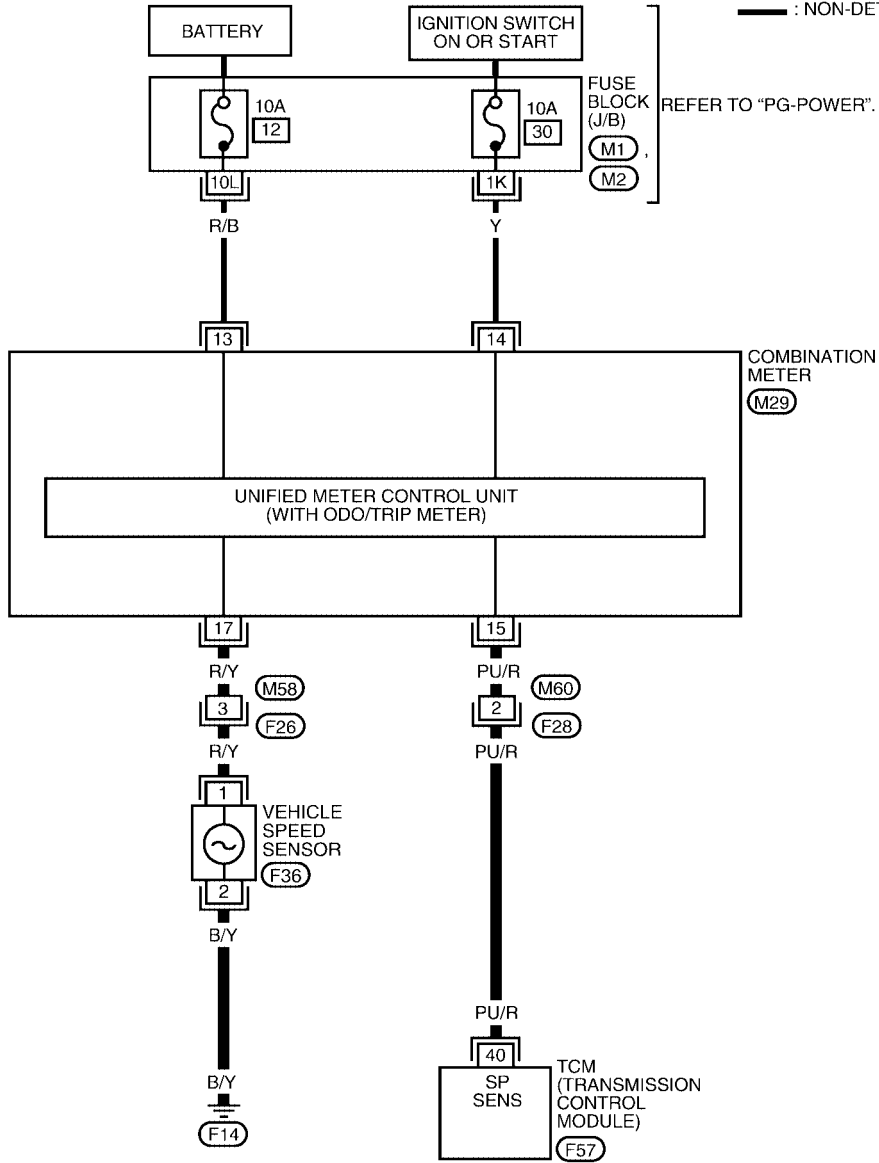 : NON-DET
BATTERY
IGNITION SWITCH
ON OR START
FUSE
BLOCK
(J/B)
REFER TO “PG-POWER”.
10A
12
10A
30
M1 ,
M2
10L
1K
R/B
Y
13
14
COMBINATION
METER
M29
UNIFIED METER CONTROL UNIT
(WITH ODO/TRIP METER)
17
15
R/Y
PU/R
M58
M60
3
2
F26
F28
R/Y
PU/R
1
VEHICLE
SPEED
SENSOR
F36
2
B/Y
PU/R
40
B/Y
SP
SENS
TCM
(TRANSMISSION
CONTROL
MODULE)
F14
F57